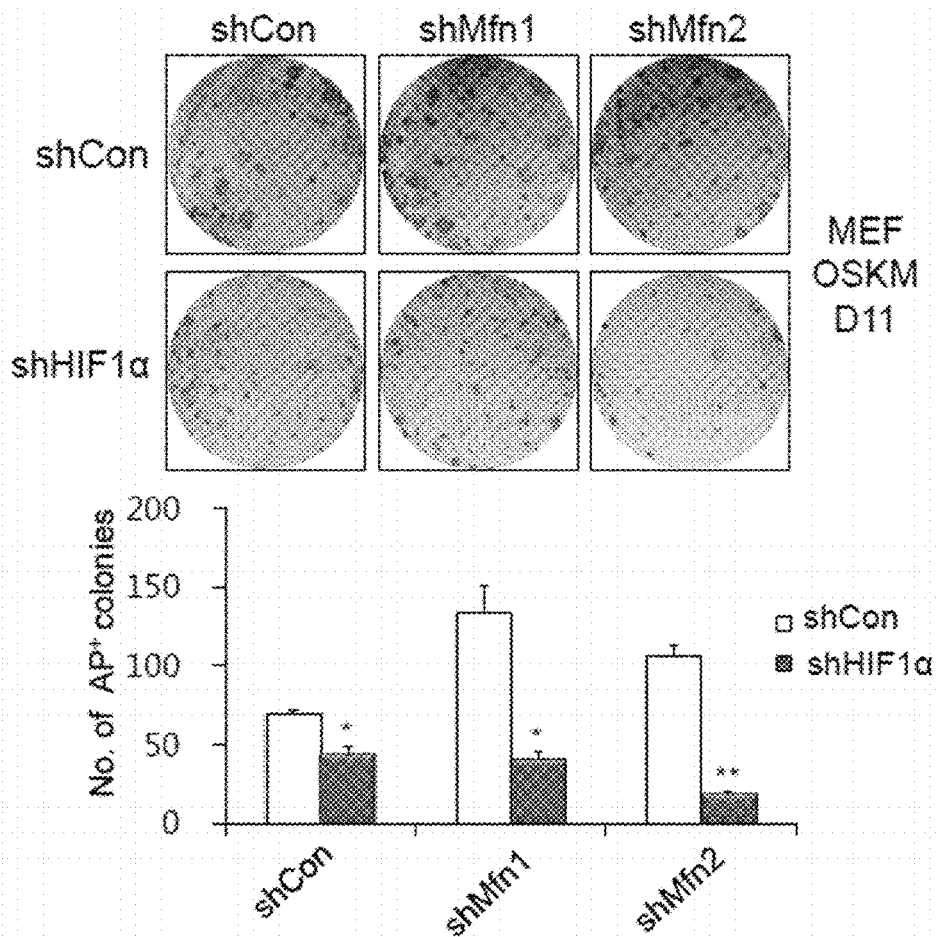 shCon shMfn1 shMfn2
shCon
MEF
OSKM
D11
shHIF1α
200
150
100
50
0
No. of AP+ colonies
* * **
shCon
shHIF1α
shCon shMfn1 shMfn2